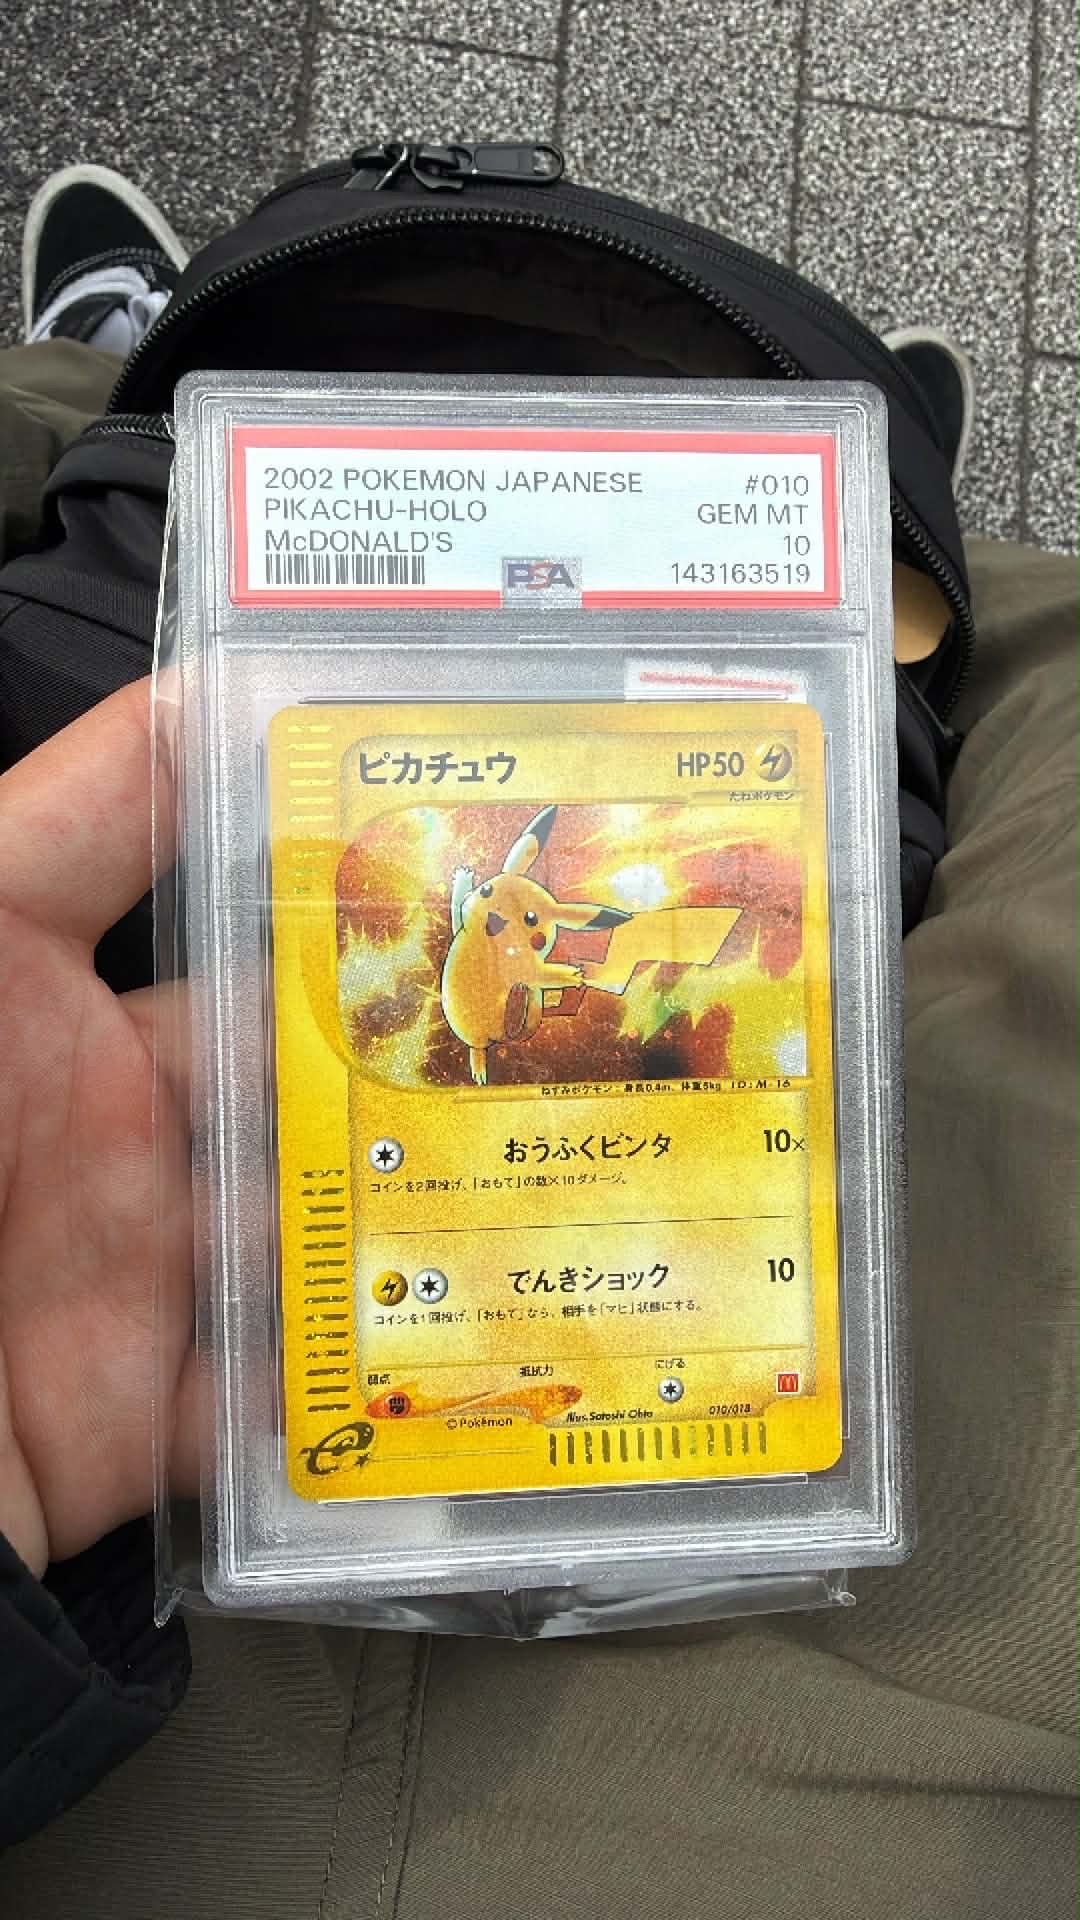 2002 POKEMON JAPANESE #010
PIKACHU-HOLO GEM MT
McDONALD'S 10
PSA 143163519
ピカチュウ HP50
たねポケモン
ねずみポケモン:身長0.4m、体重6kg ID:M-16
おうふくビンタ 10×
コインを2回投げ、「おもて」の数×10ダメージ。
でんきショック 10
コインを1回投げ、「おもて」なら、相手を「マヒ」状態にする。
弱点 抵抗力 にげる
©Pokémon Illus.Satoshi Ohta 010/018
e